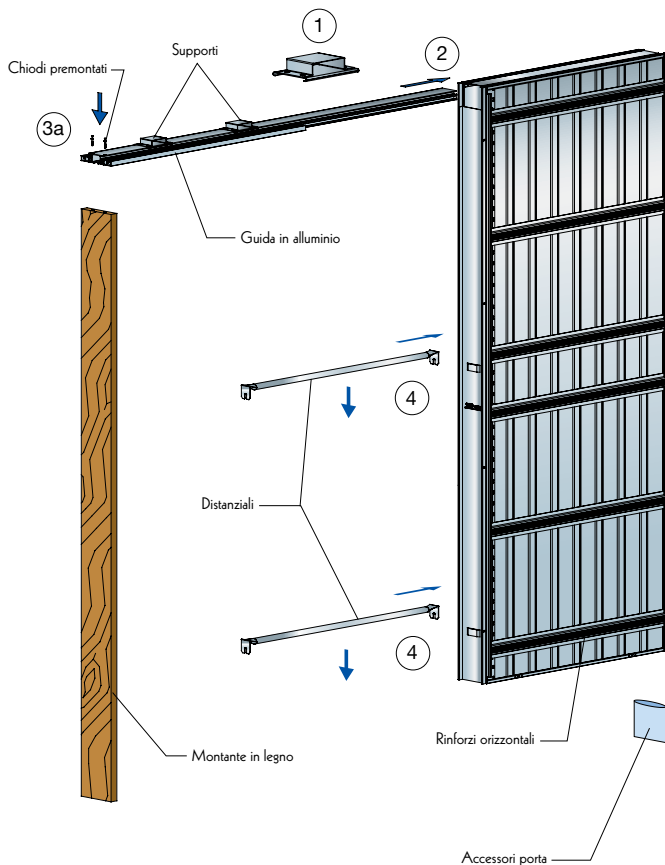 1
Supporti
2
Chiodi premontati
3a
Guida in alluminio
4
Distanziali
4
Rinforzi orizzontali
Montante in legno
Accessori porta